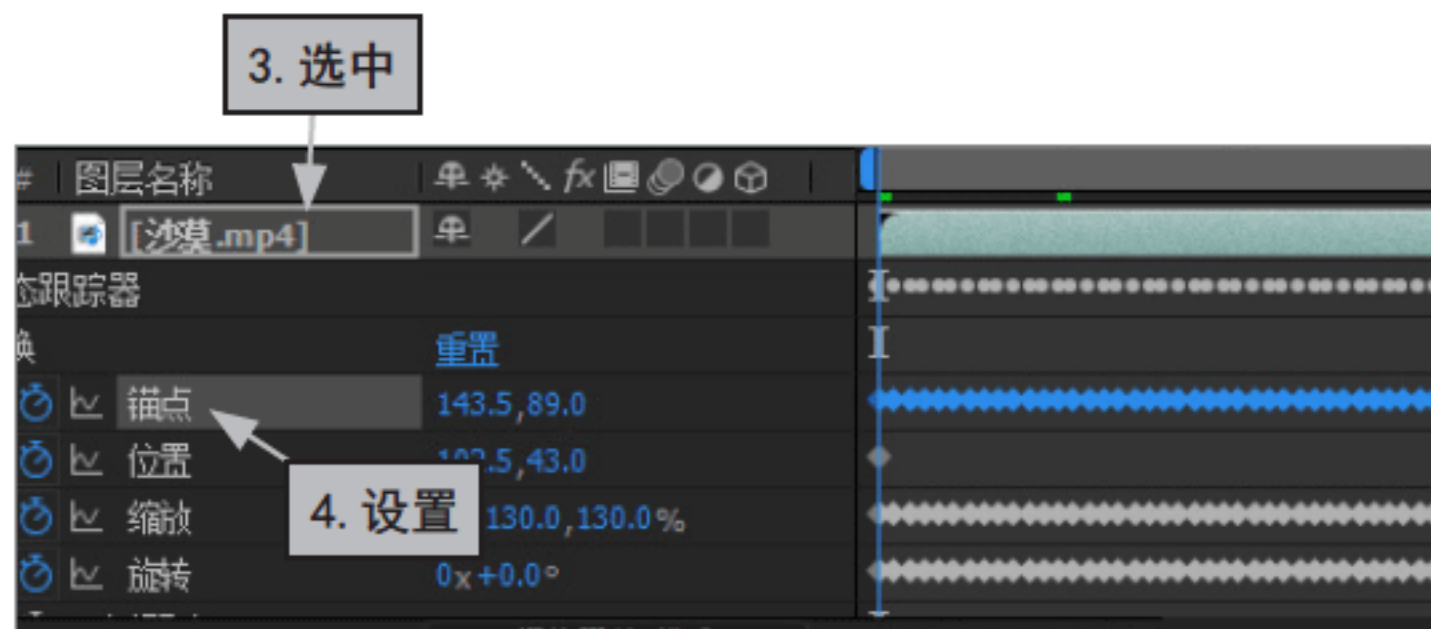 3. 选中
# 图层名称 fx
1 [沙漠.mp4]
态跟踪器
换
重置
锚点 143.5,89.0
位置 .5,43.0
4. 设置
缩放 130.0,130.0%
旋转 0x+0.0°